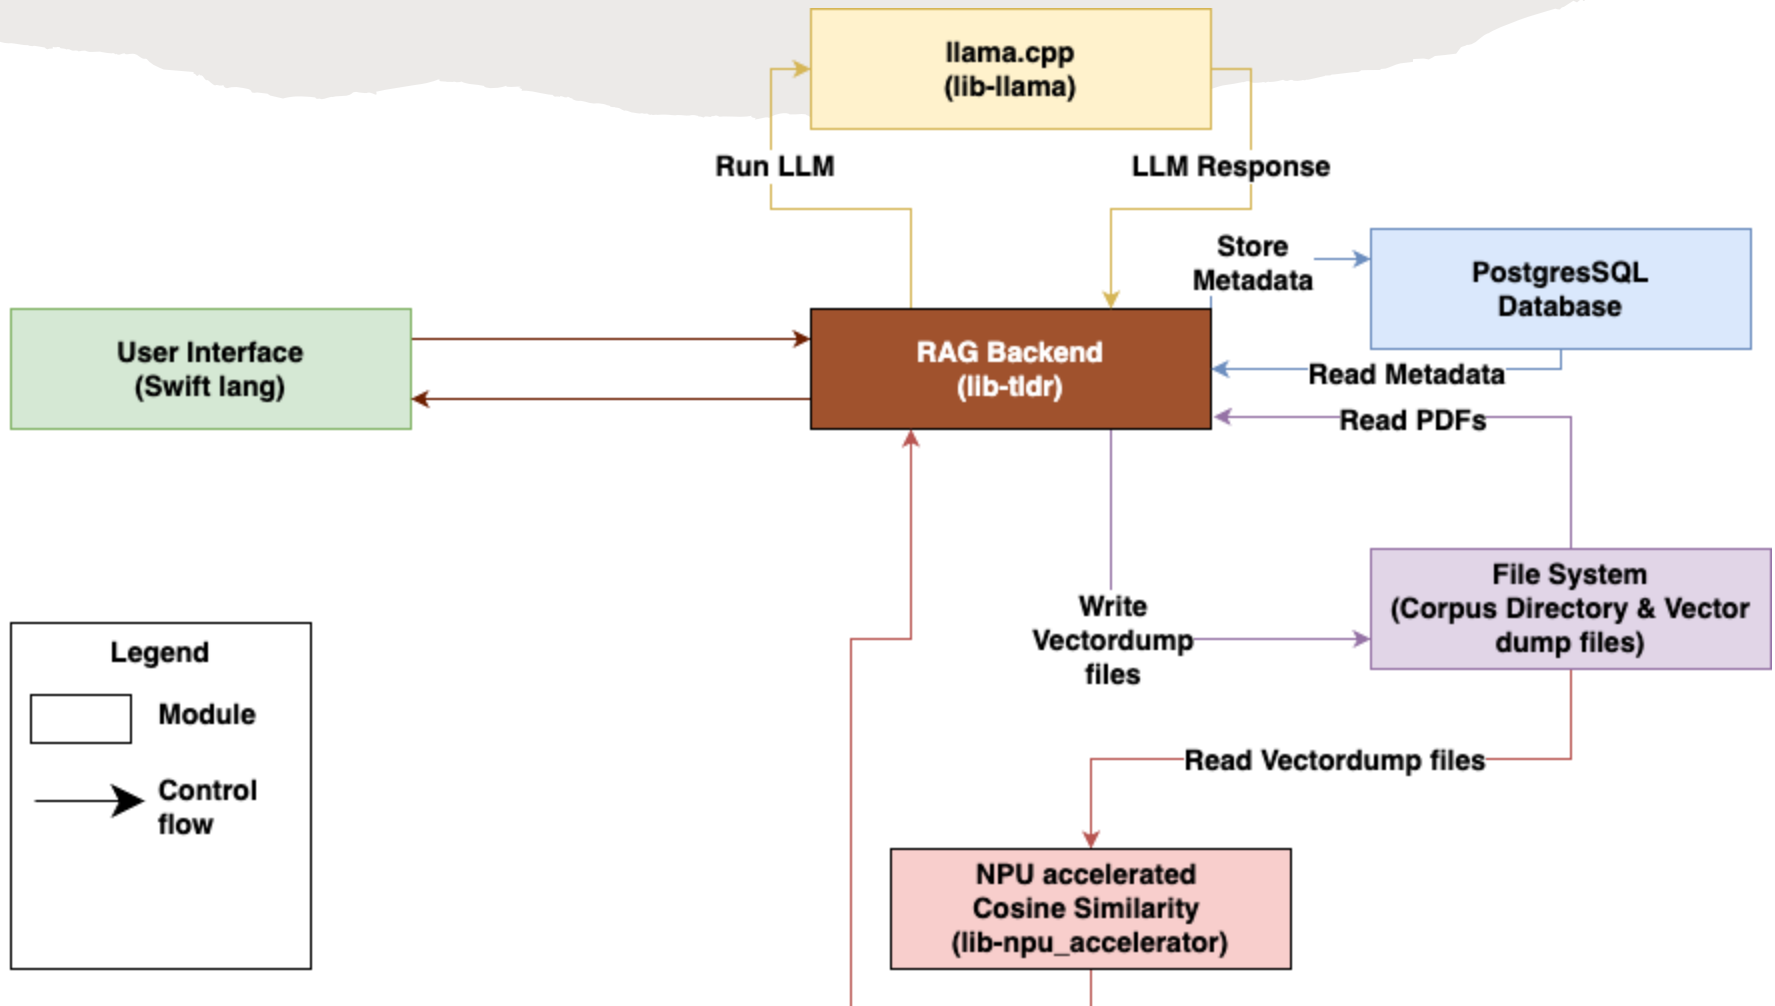 llama.cpp
(lib-llama)
Run LLM
LLM Response
Store
Metadata
PostgresSQL
Database
User Interface
(Swift lang)
RAG Backend
(lib-tldr)
Read Metadata
Read PDFs
File System
(Corpus Directory & Vector
dump files)
Write
Vectordump
files
Legend
Module
Control
flow
Read Vectordump files
NPU accelerated
Cosine Similarity
(lib-npu_accelerator)